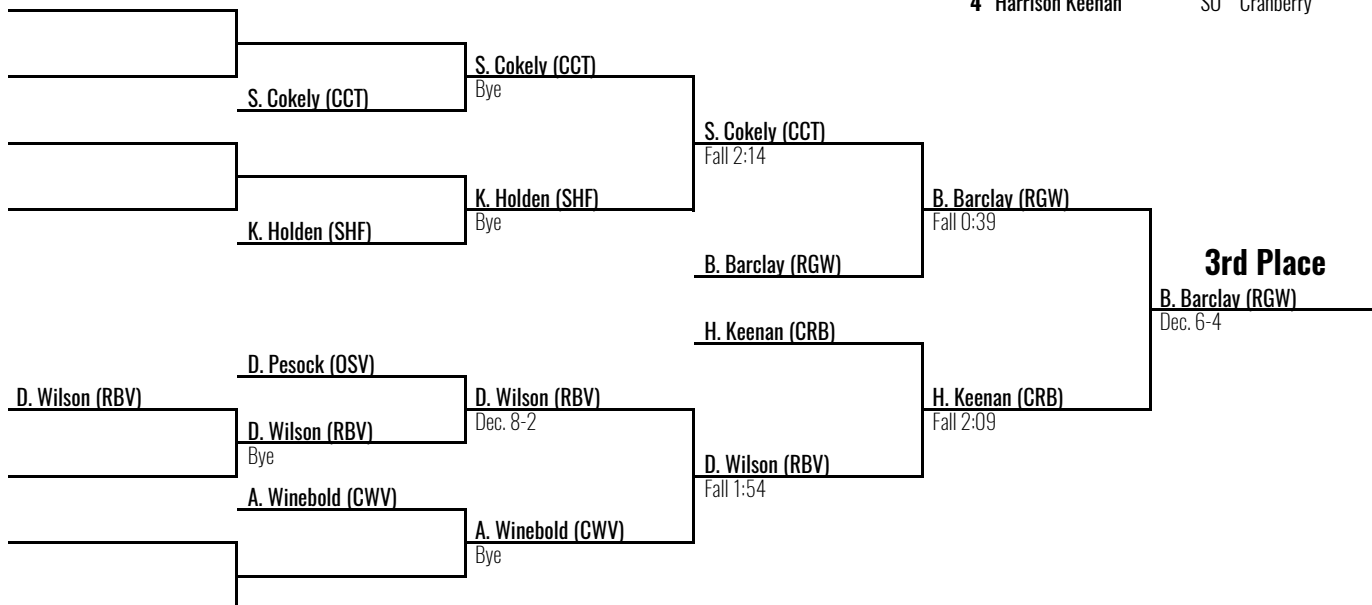 4 Harrison Keenan SO Cranberry
S. Cokely (CCT)
Bye
S. Cokely (CCT)
S. Cokely (CCT)
Fall 2:14
K. Holden (SHF)
Bye
B. Barclay (RGW)
Fall 0:39
K. Holden (SHF)
B. Barclay (RGW)
3rd Place
B. Barclay (RGW)
Dec. 6-4
H. Keenan (CRB)
D. Pesock (OSV)
D. Wilson (RBV)
D. Wilson (RBV)
Dec. 8-2
H. Keenan (CRB)
Fall 2:09
D. Wilson (RBV)
Bye
D. Wilson (RBV)
Fall 1:54
A. Winebold (CWV)
A. Winebold (CWV)
Bye